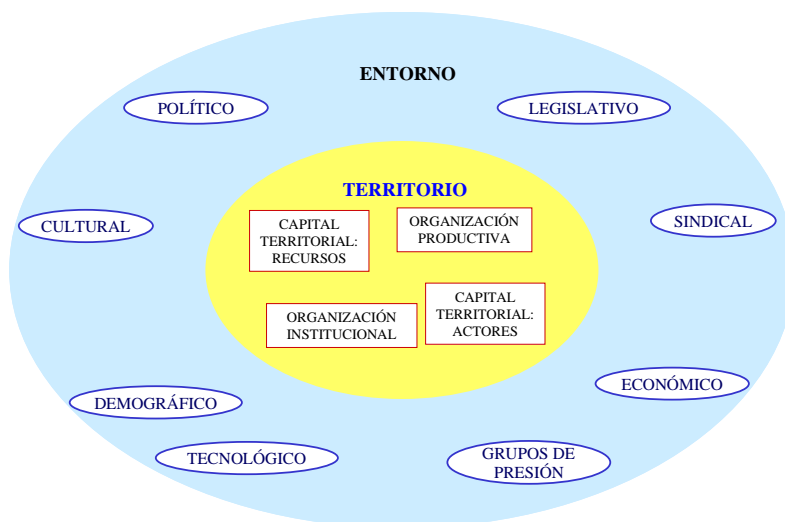 ENTORNO
POLÍTICO
LEGISLATIVO
TERRITORIO
CULTURAL
CAPITAL
TERRITORIAL:
RECURSOS
ORGANIZACIÓN
PRODUCTIVA
SINDICAL
ORGANIZACIÓN
INSTITUCIONAL
CAPITAL
TERRITORIAL:
ACTORES
ECONÓMICO
DEMOGRÁFICO
TECNOLÓGICO
GRUPOS DE
PRESIÓN